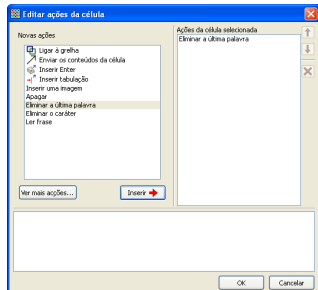 Editar ações da célula
Novas ações
Ligar à grelha
Enviar os conteúdos da célula
Inserir Enter
Inserir tabulação
Inserir uma imagem
Apagar
Eliminar a última palavra
Eliminar o caráter
Ler frase
Ver mais acções...
Inserir
Ações da célula selecionada
Eliminar a última palavra
OK
Cancelar